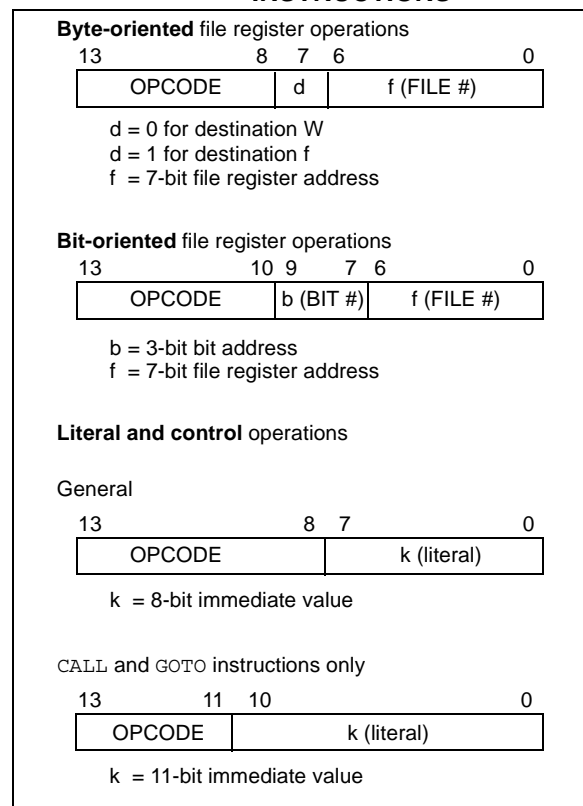 Byte-oriented file register operations
13 8 7 6 0
OPCODE d f (FILE #)
d = 0 for destination W
d = 1 for destination f
f = 7-bit file register address
Bit-oriented file register operations
13 10 9 7 6 0
OPCODE b (BIT #) f (FILE #)
b = 3-bit bit address
f = 7-bit file register address
Literal and control operations
General
13 8 7 0
OPCODE k (literal)
k = 8-bit immediate value
CALL and GOTO instructions only
13 11 10 0
OPCODE k (literal)
k = 11-bit immediate value